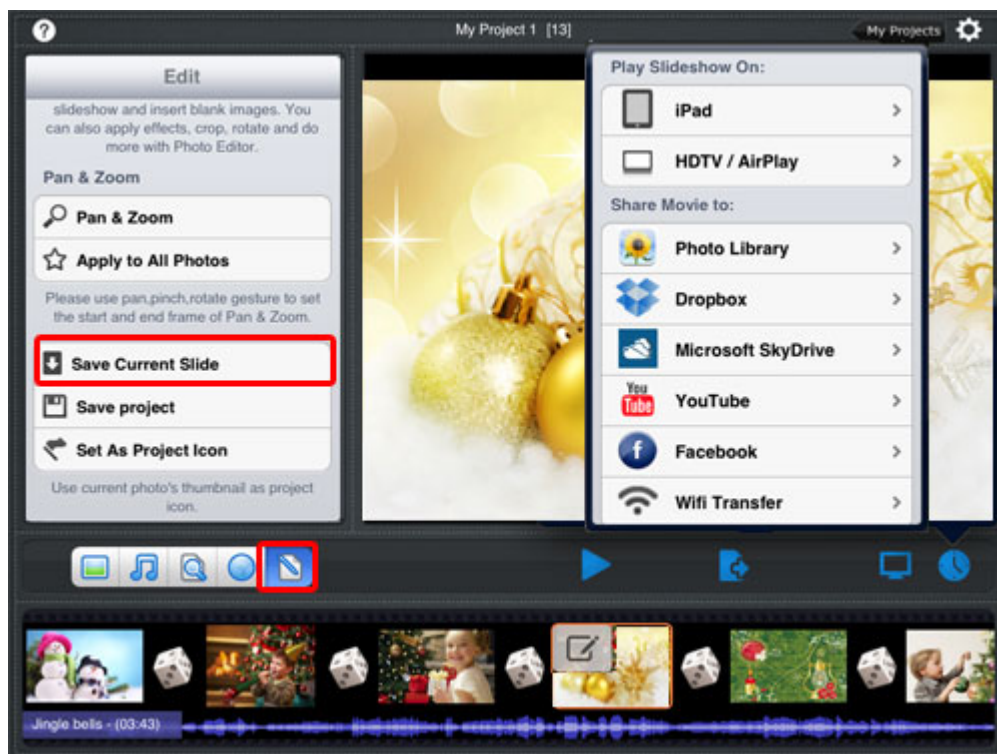 ?
My Project 1 [13]
My Projects
Edit
slideshow and insert blank images. You
can also apply effects, crop, rotate and do
more with Photo Editor.
Pan & Zoom
Pan & Zoom
Apply to All Photos
Please use pan,pinch,rotate gesture to set
the start and end frame of Pan & Zoom.
Save Current Slide
Save project
Set As Project Icon
Use current photo's thumbnail as project
icon.
Play Slideshow On:
iPad
HDTV / AirPlay
Share Movie to:
Photo Library
Dropbox
Microsoft SkyDrive
You
Tube
YouTube
f
Facebook
Wifi Transfer
Jingle bells - (03:43)